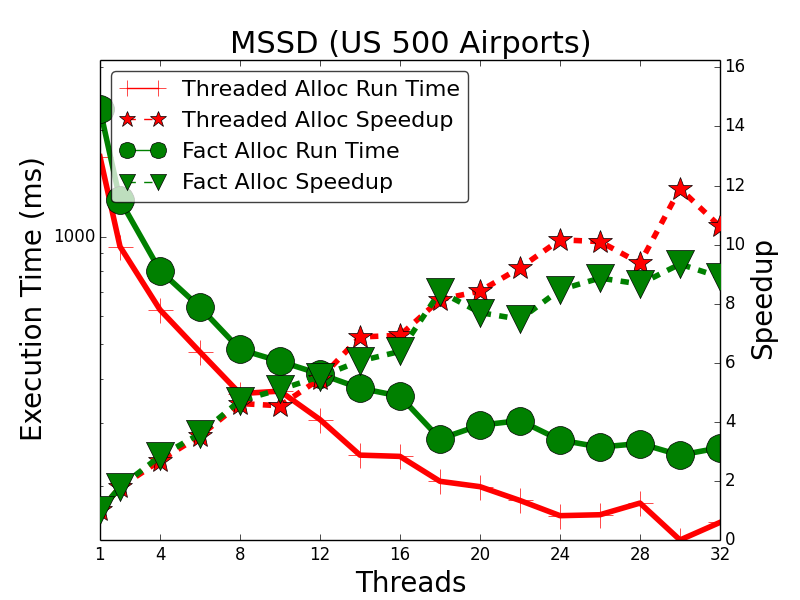 MSSD (US 500 Airports)
Threaded Alloc Run Time
Threaded Alloc Speedup
Fact Alloc Run Time
Fact Alloc Speedup
Execution Time (ms)
1000
16
14
12
10
8
6
4
2
0
Speedup
1 4 8 12 16 20 24 28 32
Threads